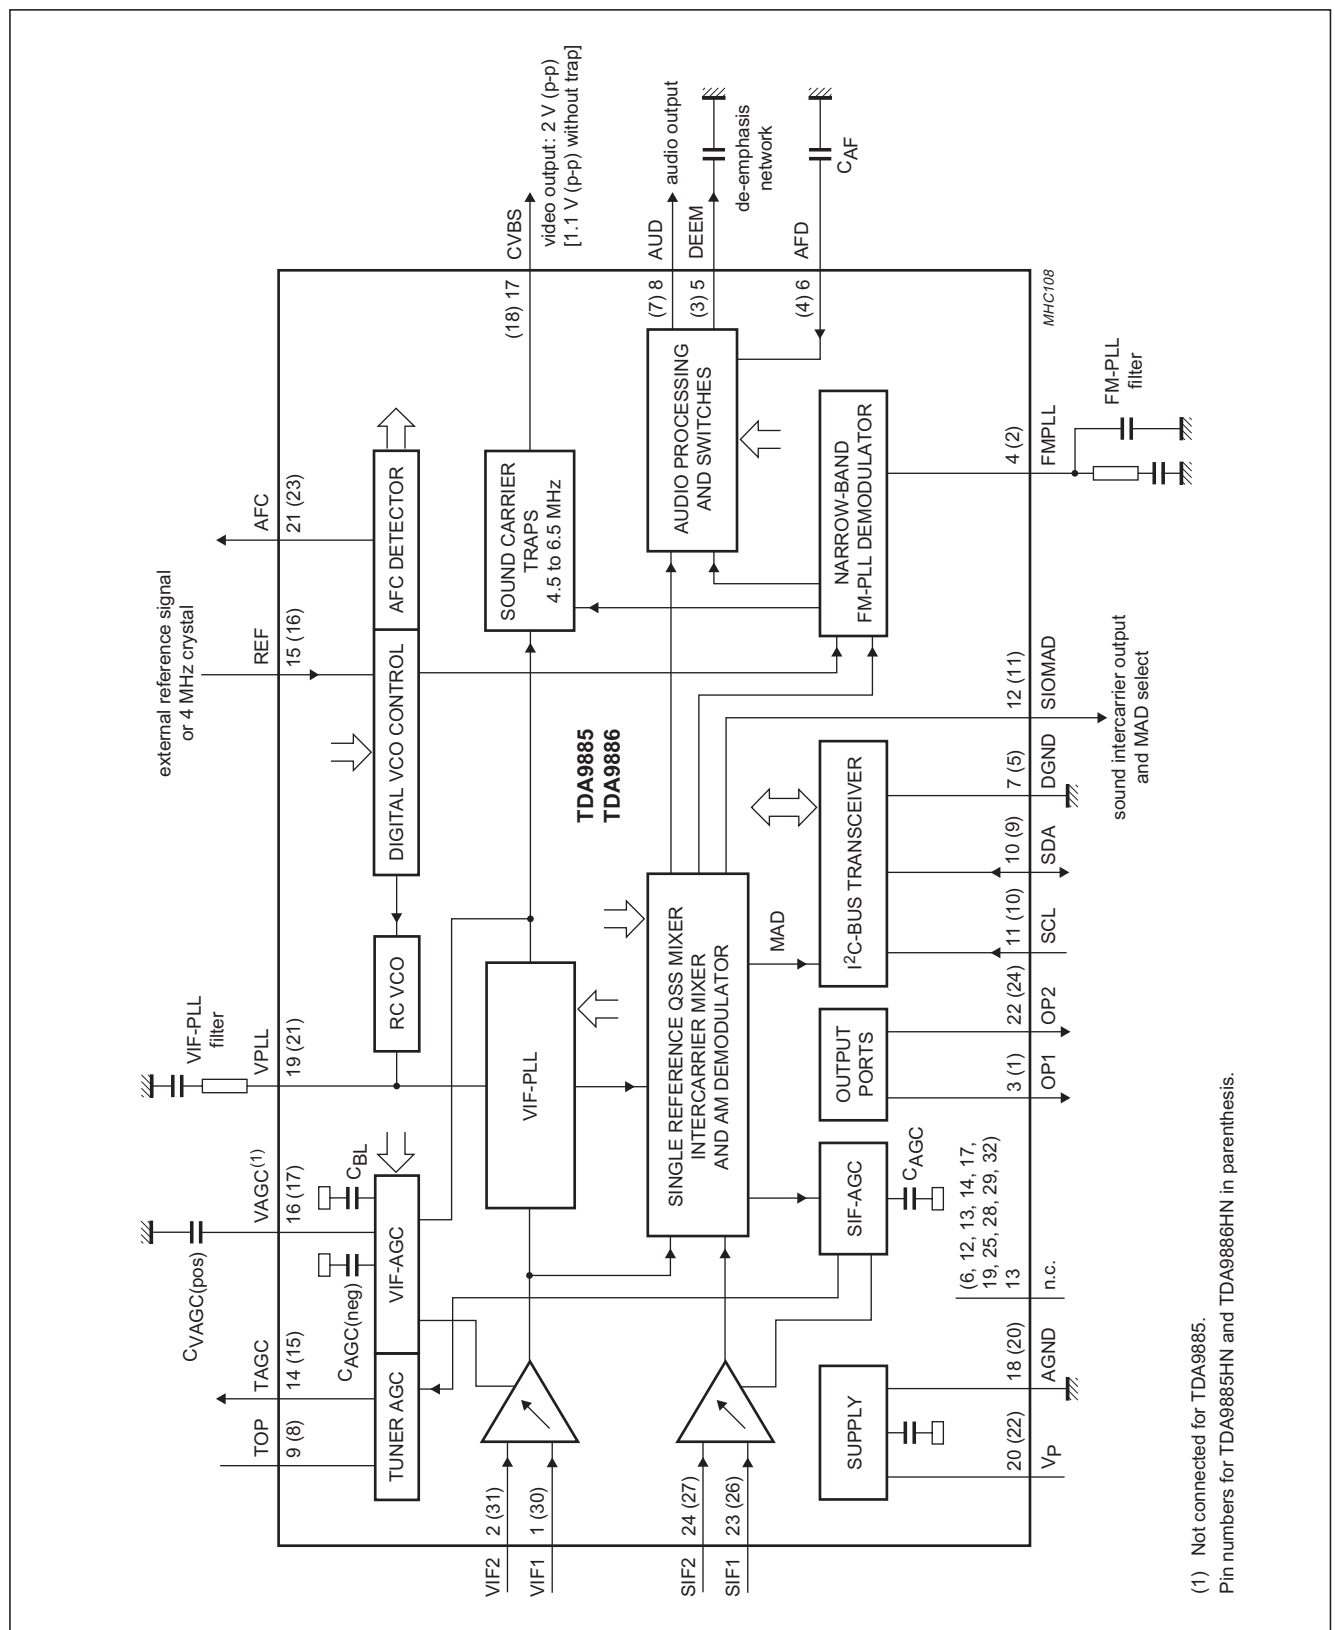 external reference signal
or 4 MHz crystal
VIF-PLL
filter
C_VAGC(pos)
TOP
9 (8)
TAGC
14 (15)
VAGC(1)
16 (17)
VPLL
19 (21)
REF
15 (16)
AFC
21 (23)
C_AGC(neg)
C_BL
TUNER AGC
VIF-AGC
RC VCO
DIGITAL VCO CONTROL
AFC DETECTOR
VIF2
2 (31)
VIF1
1 (30)
VIF-PLL
SOUND CARRIER
TRAPS
4.5 to 6.5 MHz
(18) 17
CVBS
video output: 2 V (p-p)
[1.1 V (p-p) without trap]
TDA9885
TDA9886
SIF2
24 (27)
SIF1
23 (26)
SINGLE REFERENCE QSS MIXER
INTERCARRIER MIXER
AND AM DEMODULATOR
AUDIO PROCESSING
AND SWITCHES
(7) 8
AUD
audio output
(3) 5
DEEM
de-emphasis
network
(4) 6
AFD
C_AF
MAD
SUPPLY
SIF-AGC
C_AGC
OUTPUT
PORTS
I²C-BUS TRANSCEIVER
NARROW-BAND
FM-PLL DEMODULATOR
20 (22)
V_P
18 (20)
AGND
(6, 12, 13, 14, 17,
19, 25, 28, 29, 32)
13
n.c.
3 (1)
OP1
22 (24)
OP2
11 (10)
SCL
10 (9)
SDA
7 (5)
DGND
12 (11)
SIOMAD
4 (2)
FMPLL
MHC108
sound intercarrier output
and MAD select
FM-PLL
filter
(1) Not connected for TDA9885.
Pin numbers for TDA9885HN and TDA9886HN in parenthesis.